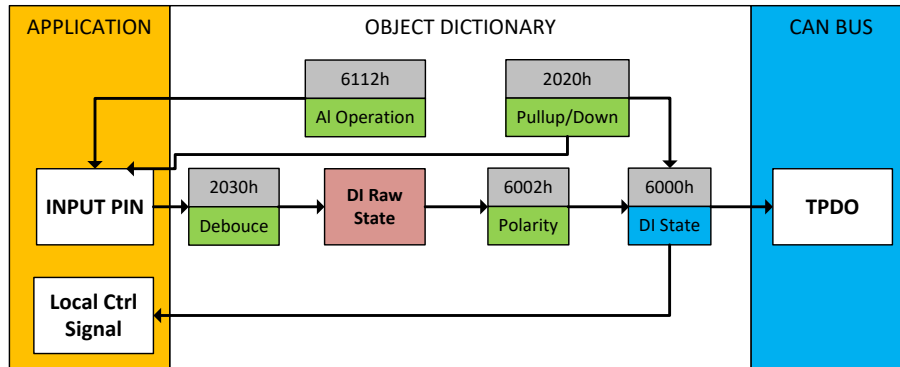 APPLICATION
OBJECT DICTIONARY
CAN BUS
6112h
AI Operation
2020h
Pullup/Down
INPUT PIN
2030h
Debouce
DI Raw
State
6002h
Polarity
6000h
DI State
TPDO
Local Ctrl
Signal